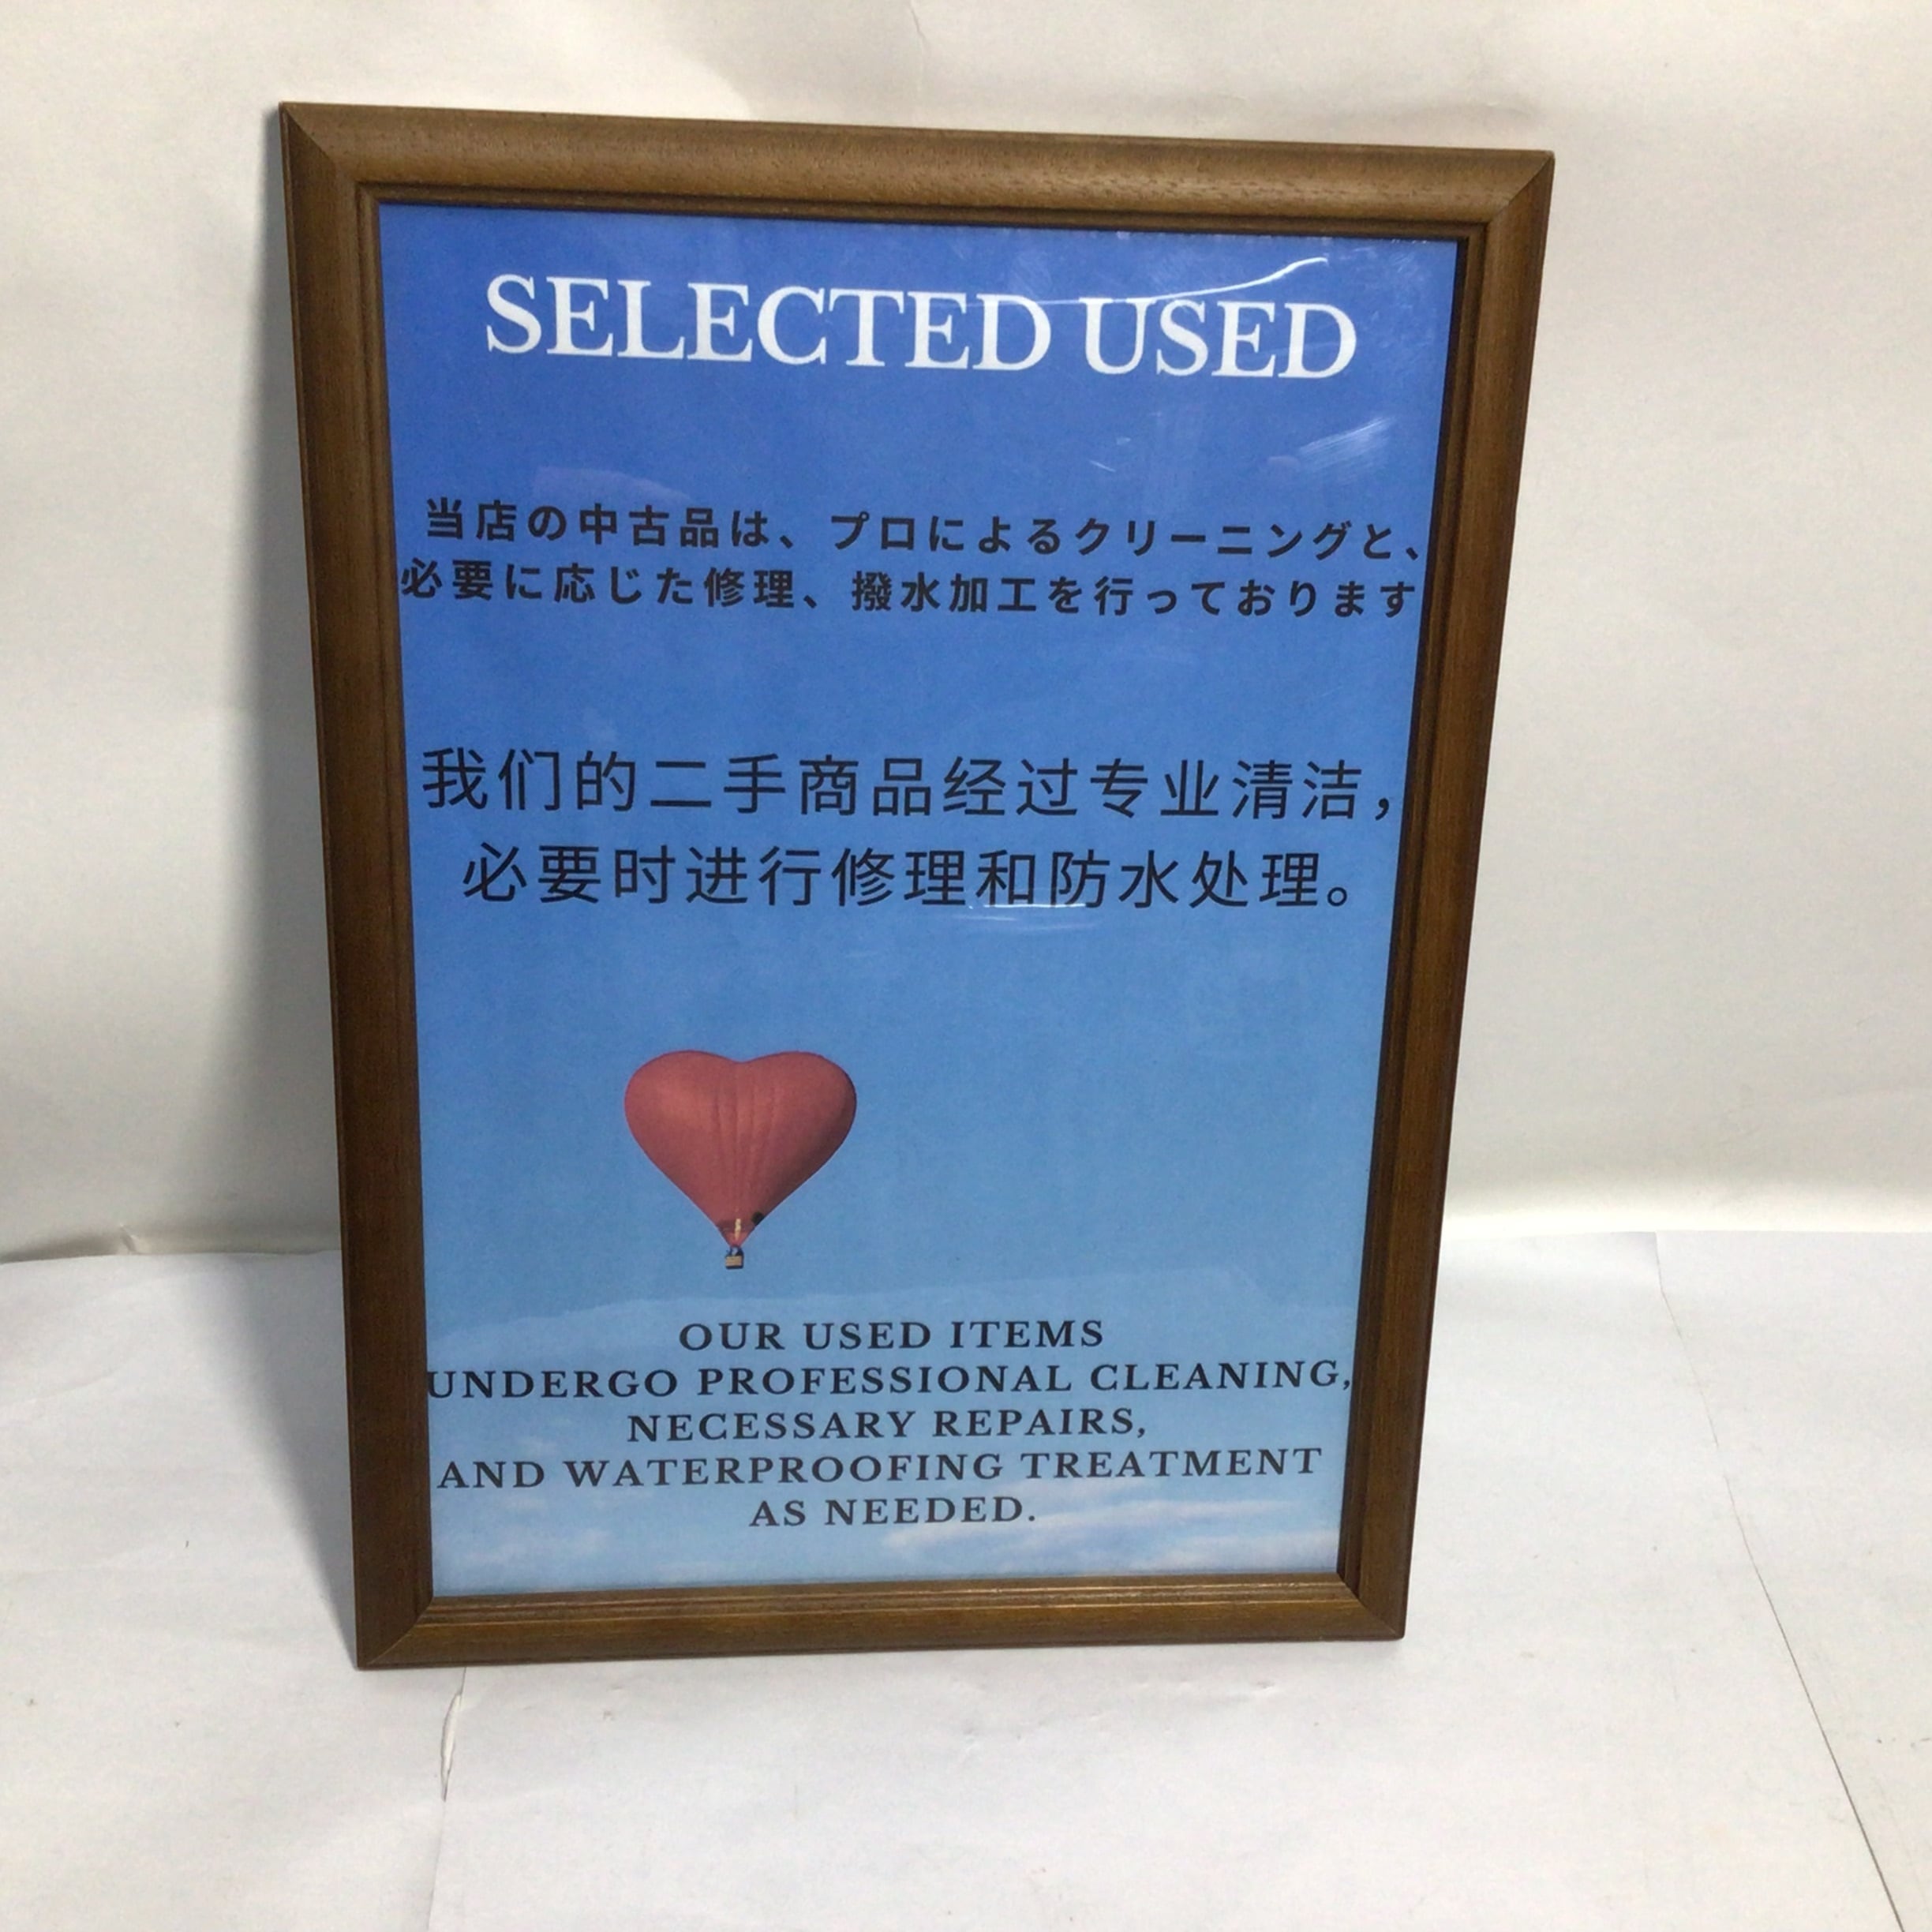 SELECTED USED
当店の中古品は、プロによるクリーニングと、
必要に応じた修理、撥水加工を行っております
我们的二手商品经过专业清洁，
必要时进行修理和防水处理。
OUR USED ITEMS
UNDERGO PROFESSIONAL CLEANING,
NECESSARY REPAIRS,
AND WATERPROOFING TREATMENT
AS NEEDED.